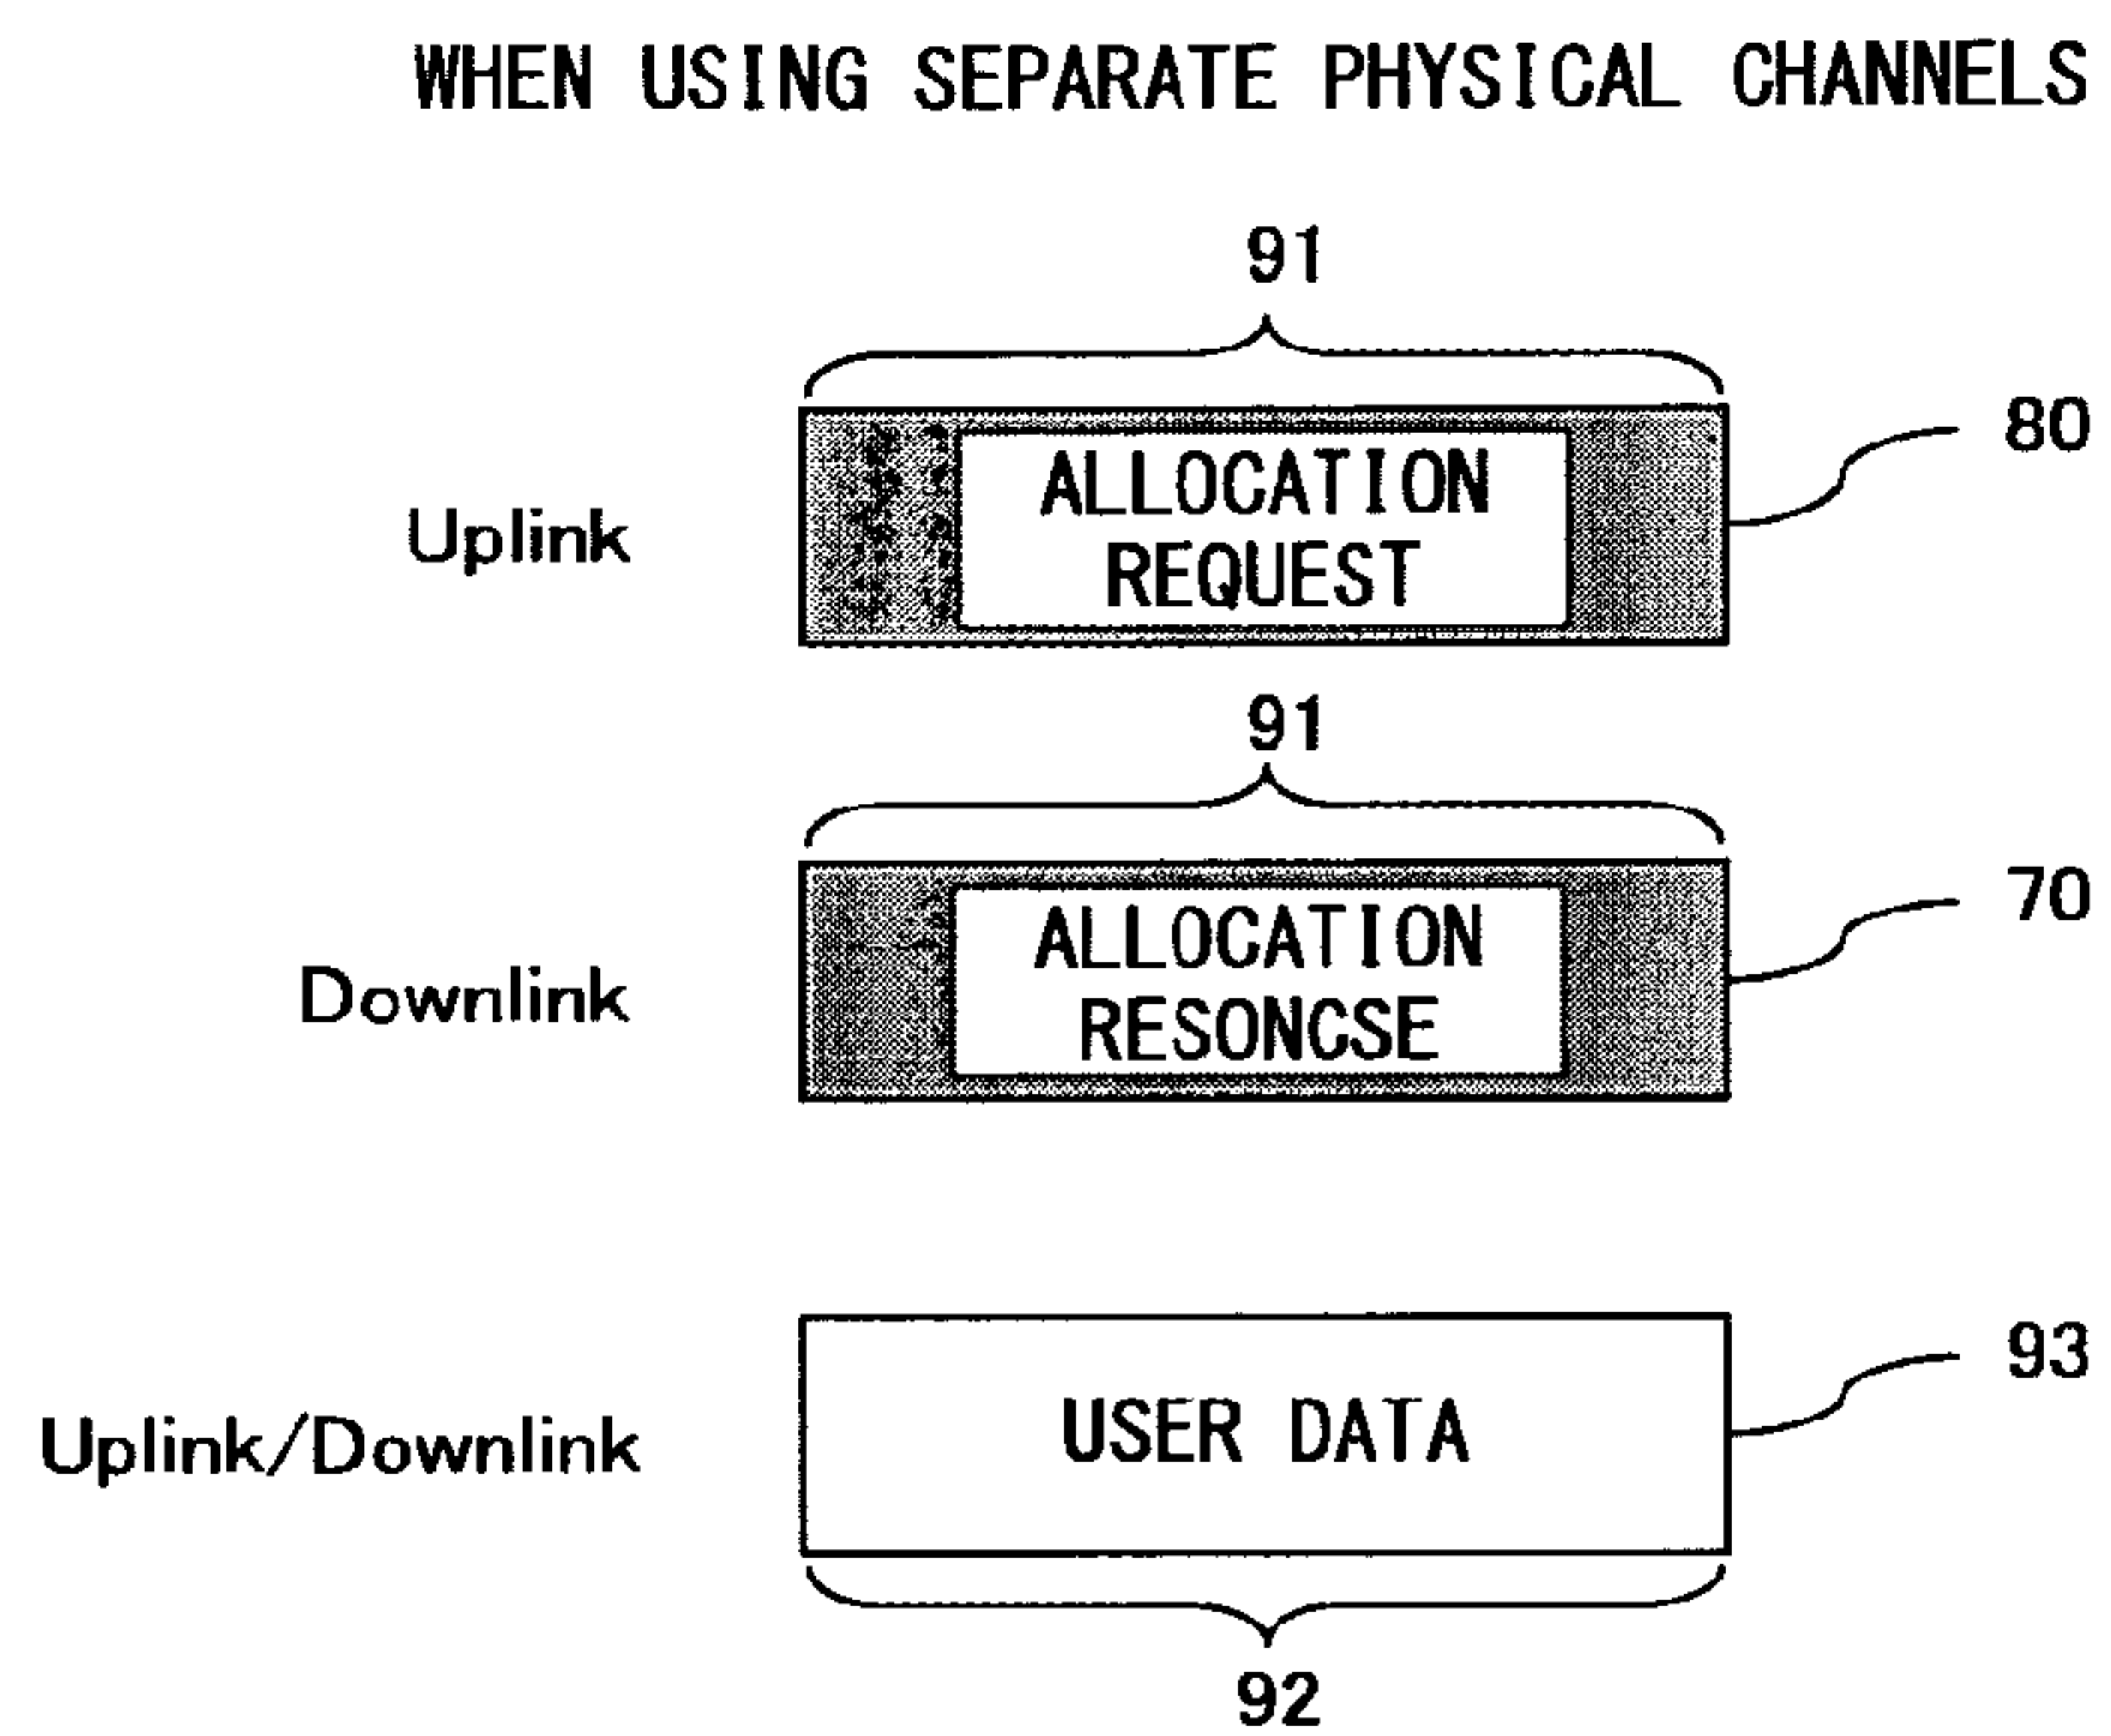 WHEN USING SEPARATE PHYSICAL CHANNELS
91
80
Uplink
ALLOCATION
REQUEST
91
70
Downlink
ALLOCATION
RESONCSE
93
Uplink/Downlink
USER DATA
92